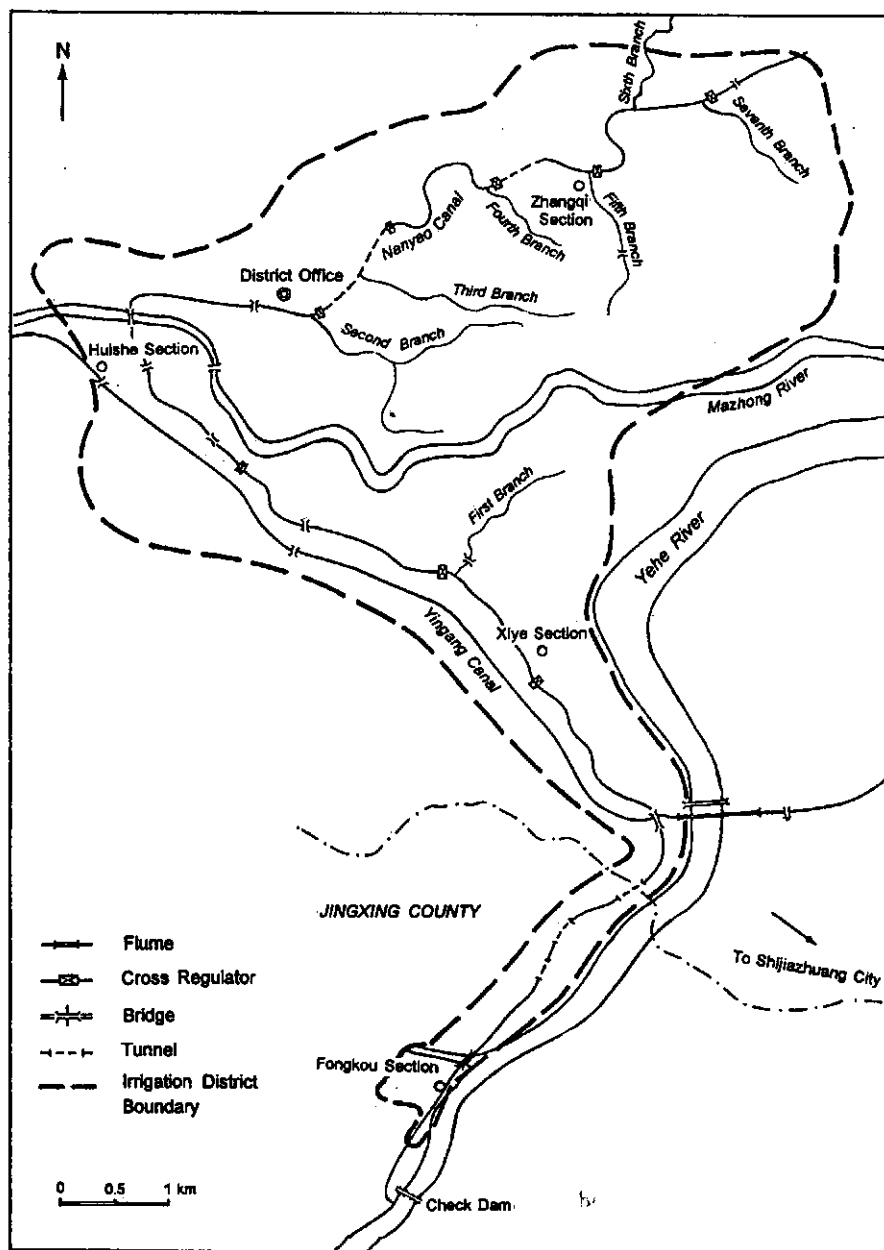 N
Sixth Branch
Seventh Branch
Zhangqi
Section
Fifth Branch
Nanyao Canal
Fourth Branch
District Office
Third Branch
Second Branch
Huishe Section
Mazhong River
First Branch
Yehe River
Xiye Section
Yingang Canal
JINGXING COUNTY
To Shijiazhuang City
Flume
Cross Regulator
Bridge
Tunnel
Irrigation District
Boundary
Fongkou Section
0 0.5 1 km
Check Dam